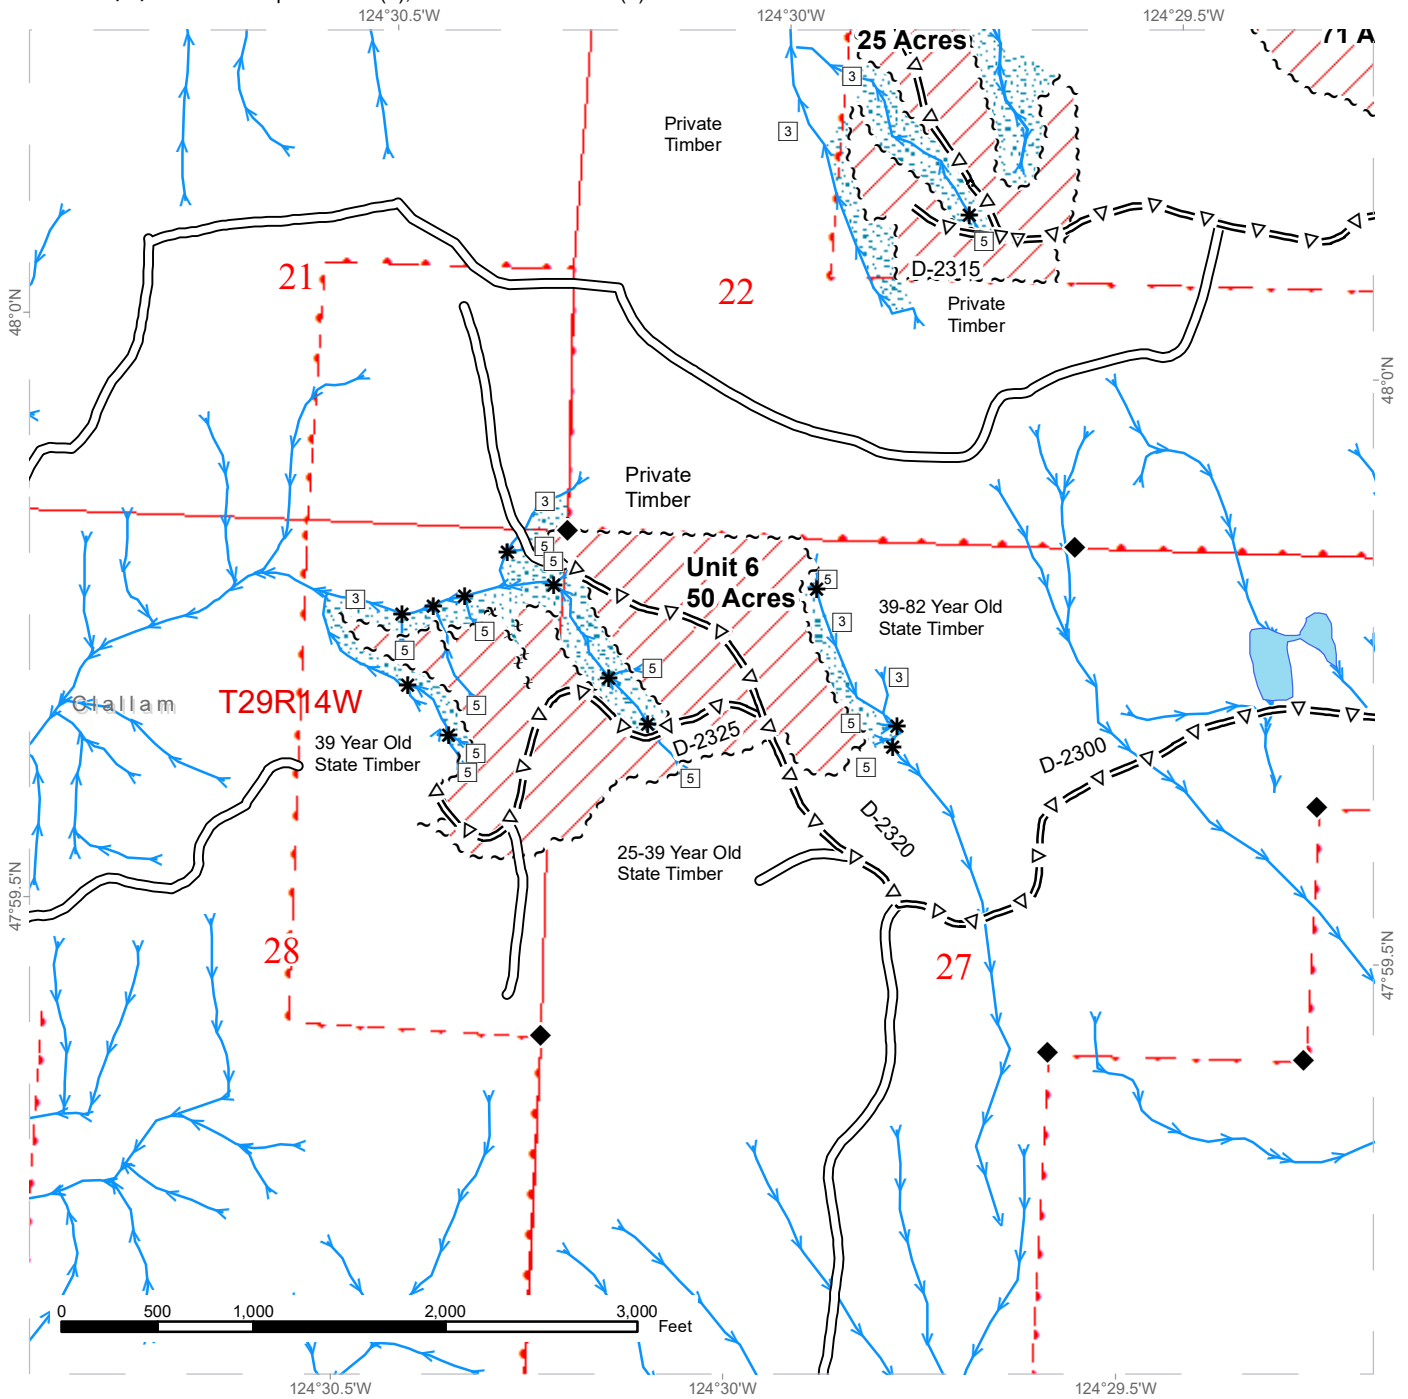 124°30.5'W
124°30'W
124°29.5'W
25 Acres
71 A
3
Private
Timber
3
5
D-2315
21
22
Private
Timber
48°0'N
48°0'N
Private
Timber
3
5
5
Unit 6
50 Acres
5
3
39-82 Year Old
State Timber
3
5
5
5
3
T29R14W
Clallam
5
5
D-2325
39 Year Old
State Timber
5
5
5
5
D-2300
D-2320
25-39 Year Old
State Timber
47°59.5'N
28
27
47°59.5'N
0
500
1,000
2,000
3,000
Feet
124°30.5'W
124°30'W
124°29.5'W